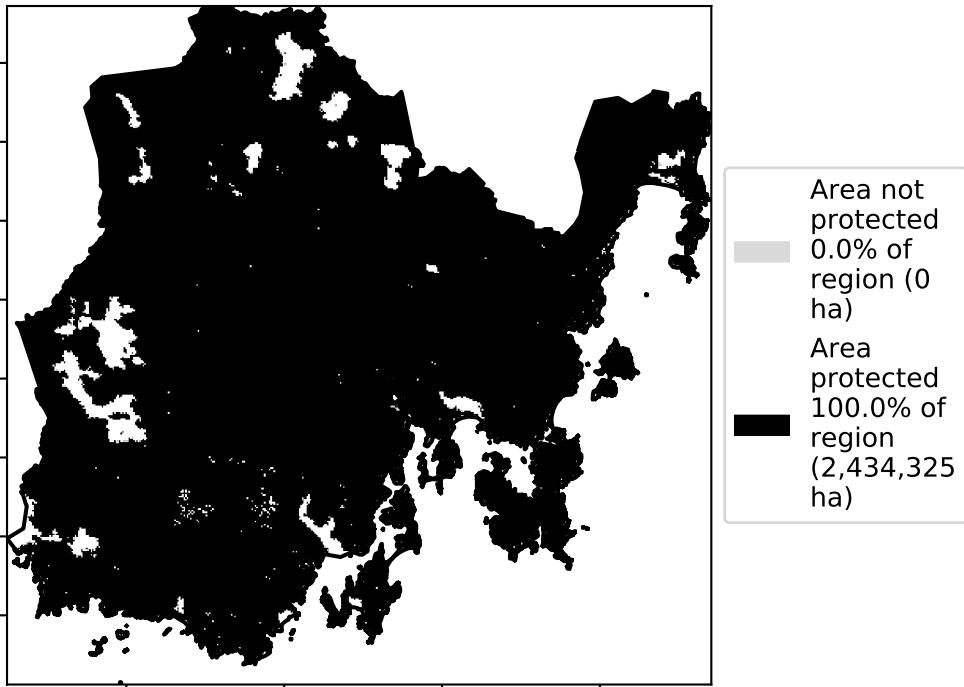 Area not
protected
0.0% of
region (0
ha)
Area
protected
100.0% of
region
(2,434,325
ha)